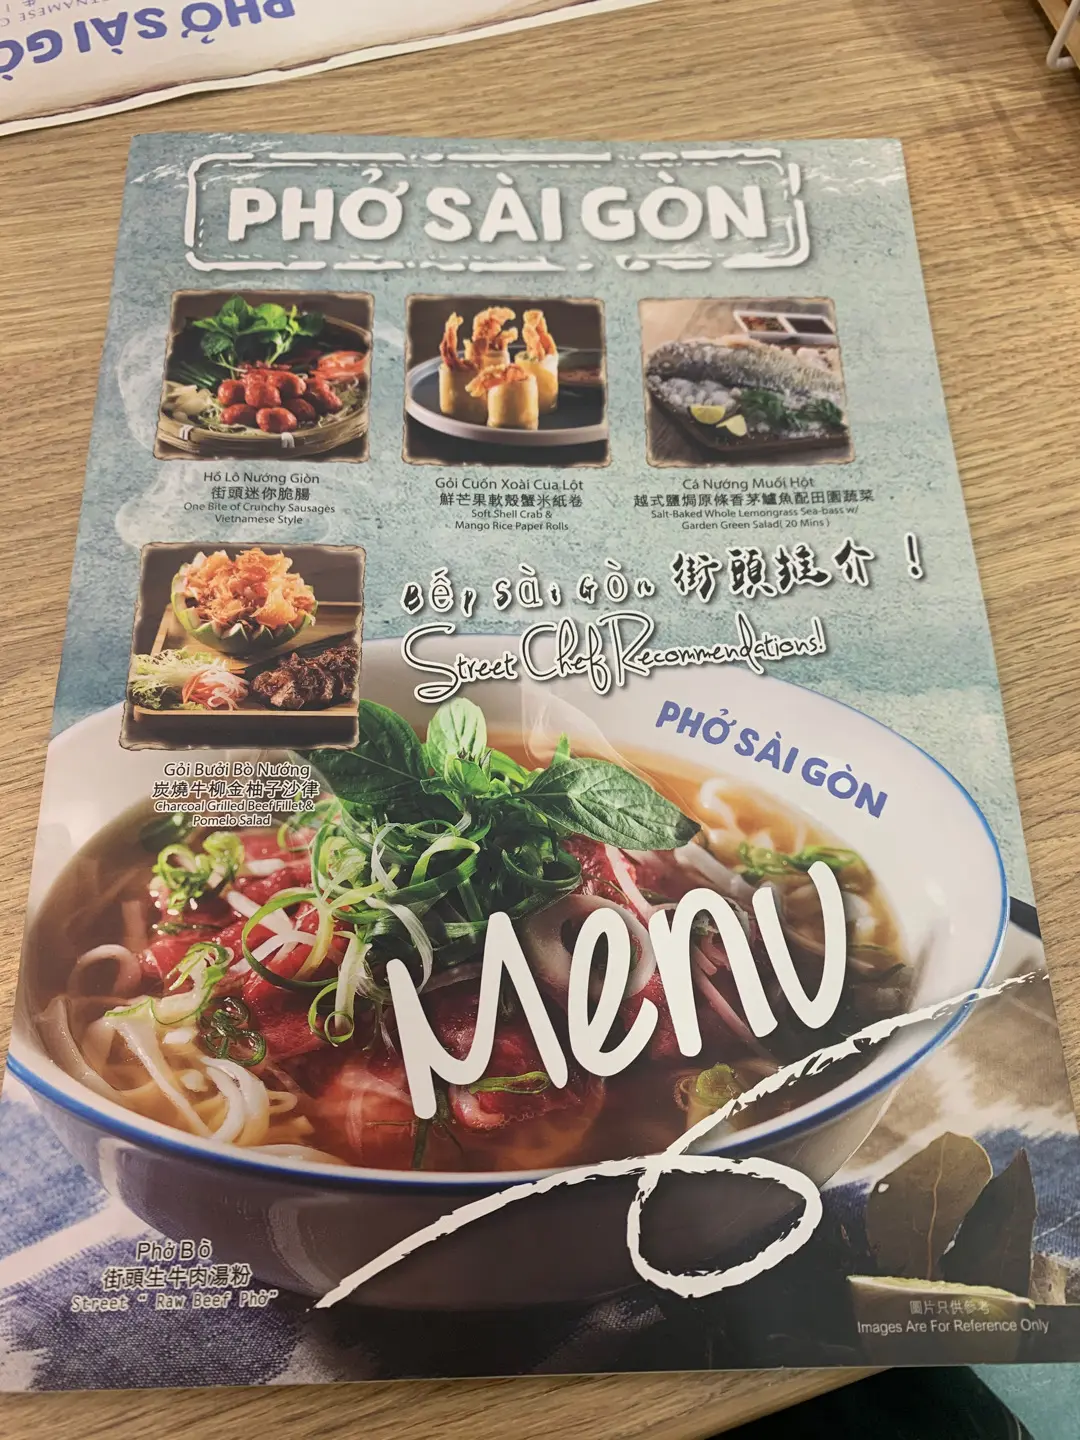 PHỞ SÀI GÒ
PHỞ SÀI GÒN
Hồ Lô Nướng Giòn
街頭迷你脆腸
One Bite of Crunchy Sausages
Vietnamese Style
Gỏi Cuốn Xoài Cua Lột
鮮芒果軟殼蟹米紙卷
Soft Shell Crab &
Mango Rice Paper Rolls
Cá Nướng Muối Hột
越式鹽焗原條香茅鱸魚配田園蔬菜
Salt-Baked Whole Lemongrass Sea-bass w/
Garden Green Salad( 20 Mins )
Bếp Sài Gòn 街頭推介！
Street Chef Recommendations!
Gỏi Bưởi Bò Nướng
炭燒牛柳金柚子沙律
Charcoal Grilled Beef Fillet &
Pomelo Salad
PHỞ SÀI GÒN
Menu
Phở Bò
街頭生牛肉湯粉
Street " Raw Beef Phở"
圖片只供參考
Images Are For Reference Only